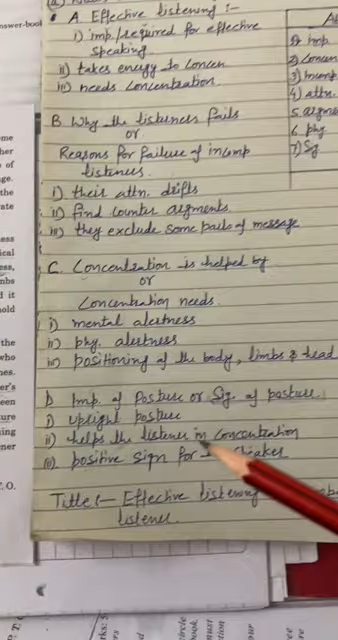 A. Effective listening :-
i) imp/required for effective
speaking
ii) takes energy to concen
iii) needs concentration.
B. Why the listeners fails
or
Reasons for failure of incomp
listeners.
i) their attn. drifts
ii) find counter argments
iii) they exclude some parts of message
C. Concentration is helped by
or
Concentration needs.
i) mental alertness
ii) phy. alertness
iii) positioning of the body, limbs & head
D Imp. of Posture or Sig. of posture.
i) upright posture
ii) helps the listener in concentration
iii) positive sign for
Title :- Effective listening
listener.
imp
2) concen
3) Incomp
4) attn.
5 argmen
6 phy
7) Sig